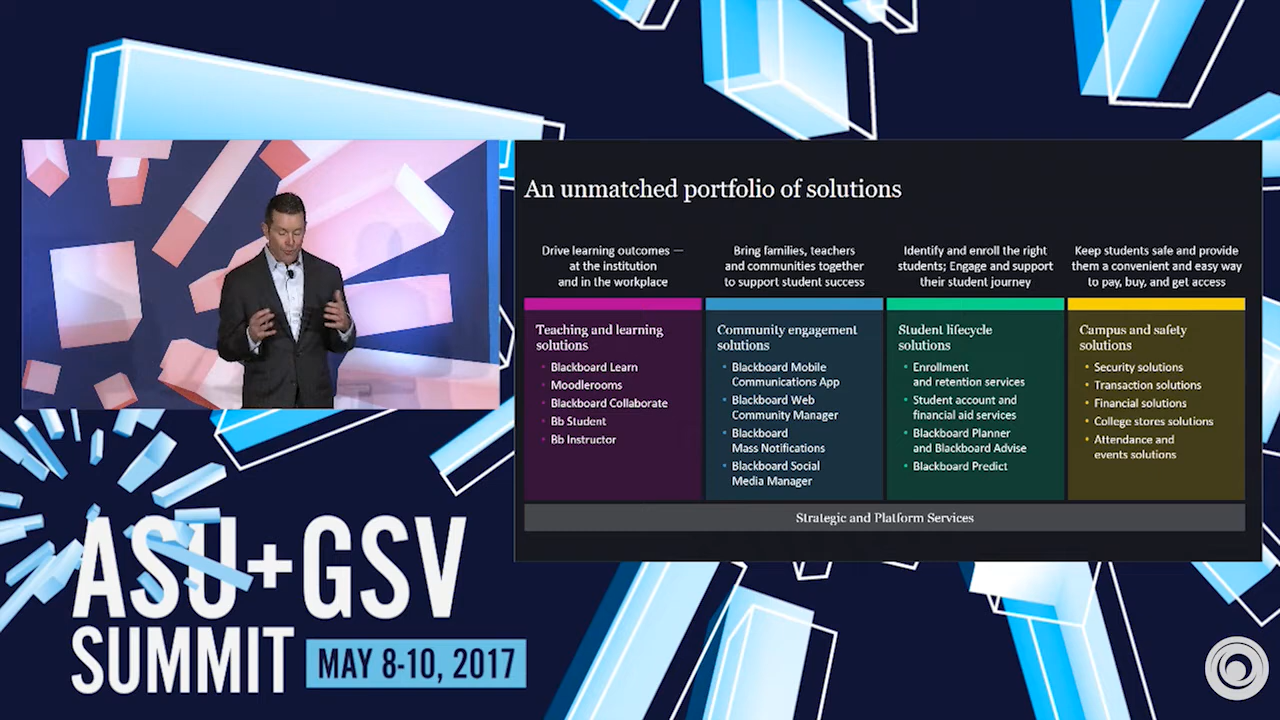 An unmatched portfolio of solutions
Drive learning outcomes —
at the institution
and in the workplace
Bring families, teachers
and communities together
to support student success
Identify and enroll the right
students; Engage and support
their student journey
Keep students safe and provide
them a convenient and easy way
to pay, buy, and get access
Teaching and learning
solutions
• Blackboard Learn
• Moodlerooms
• Blackboard Collaborate
• Bb Student
• Bb Instructor
Community engagement
solutions
• Blackboard Mobile
Communications App
• Blackboard Web
Community Manager
• Blackboard
Mass Notifications
• Blackboard Social
Media Manager
Student lifecycle
solutions
• Enrollment
and retention services
• Student account and
financial aid services
• Blackboard Planner
and Blackboard Advise
• Blackboard Predict
Campus and safety
solutions
• Security solutions
• Transaction solutions
• Financial solutions
• College stores solutions
• Attendance and
events solutions
Strategic and Platform Services
ASU+GSV
SUMMIT
MAY 8-10, 2017